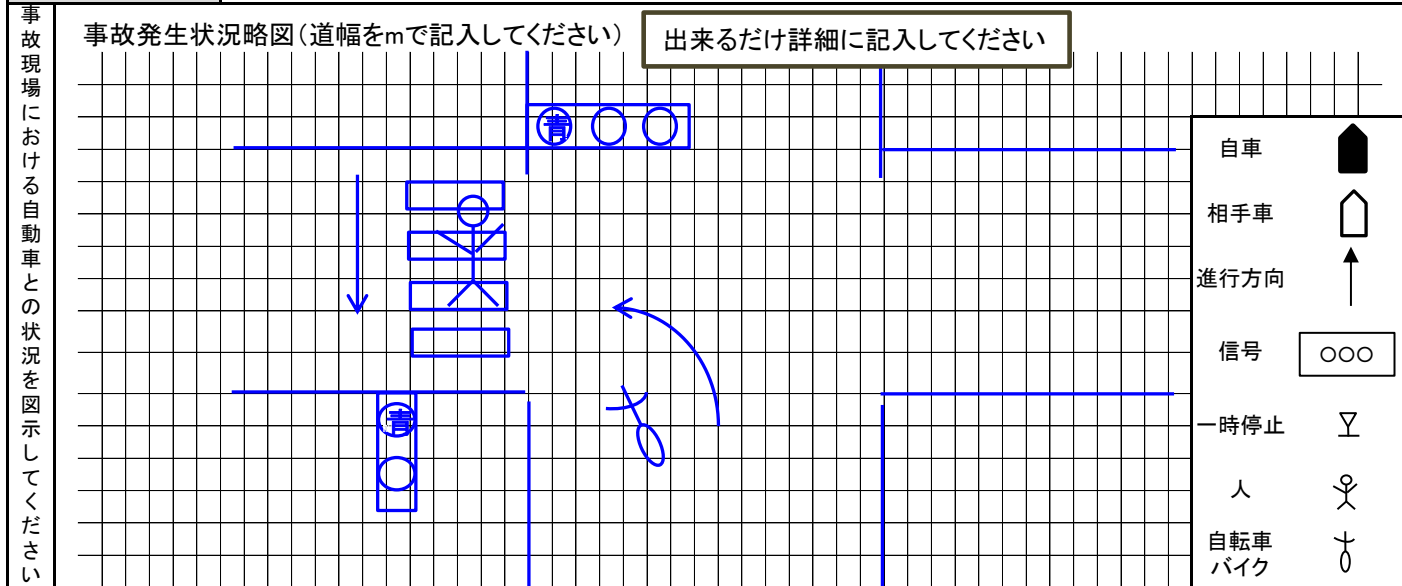 事故現場における自動車との状況を図示してください
事故発生状況略図（道幅をmで記入してください）
出来るだけ詳細に記入してください
青
青
自車
相手車
進行方向
信号
○○○
一時停止
人
自転車
バイク